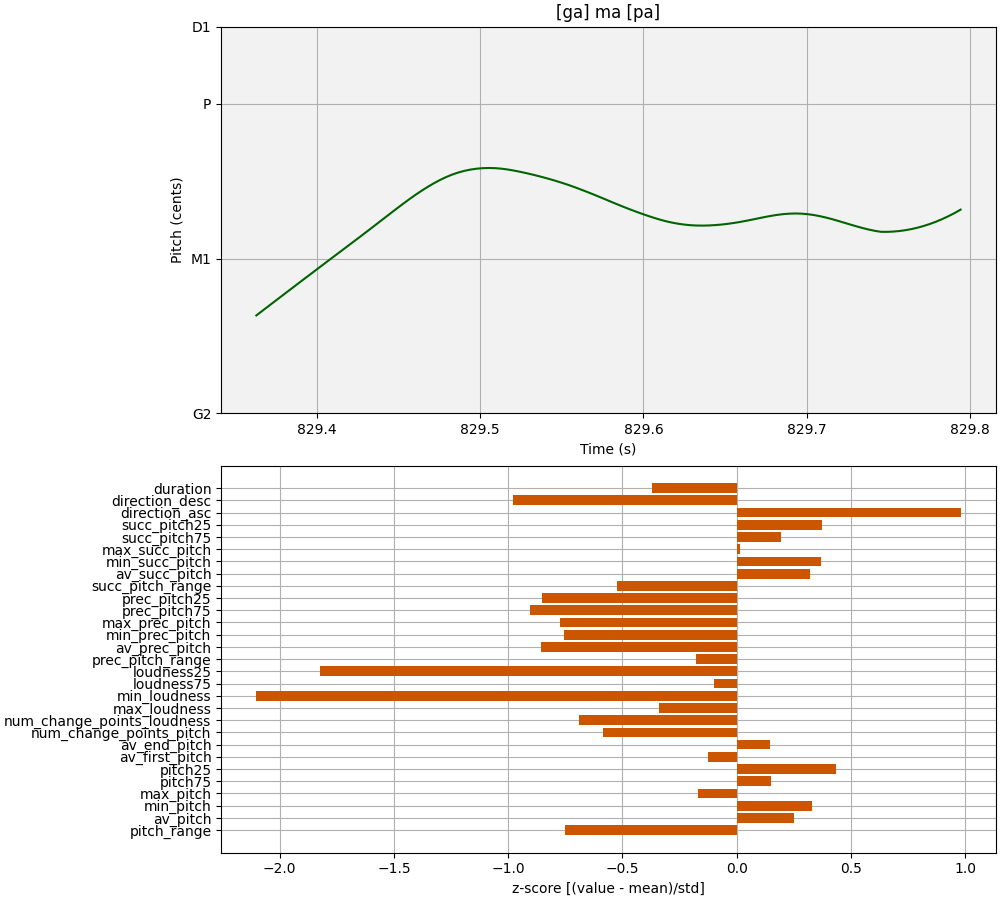 [ga] ma [pa]
D1
P
M1
G2
Pitch (cents)
829.4 829.5 829.6 829.7 829.8
Time (s)
duration
direction_desc
direction_asc
succ_pitch25
succ_pitch75
max_succ_pitch
min_succ_pitch
av_succ_pitch
succ_pitch_range
prec_pitch25
prec_pitch75
max_prec_pitch
min_prec_pitch
av_prec_pitch
prec_pitch_range
loudness25
loudness75
min_loudness
max_loudness
num_change_points_loudness
num_change_points_pitch
av_end_pitch
av_first_pitch
pitch25
pitch75
max_pitch
min_pitch
av_pitch
pitch_range
−2.0 −1.5 −1.0 −0.5 0.0 0.5 1.0
z-score [(value - mean)/std]